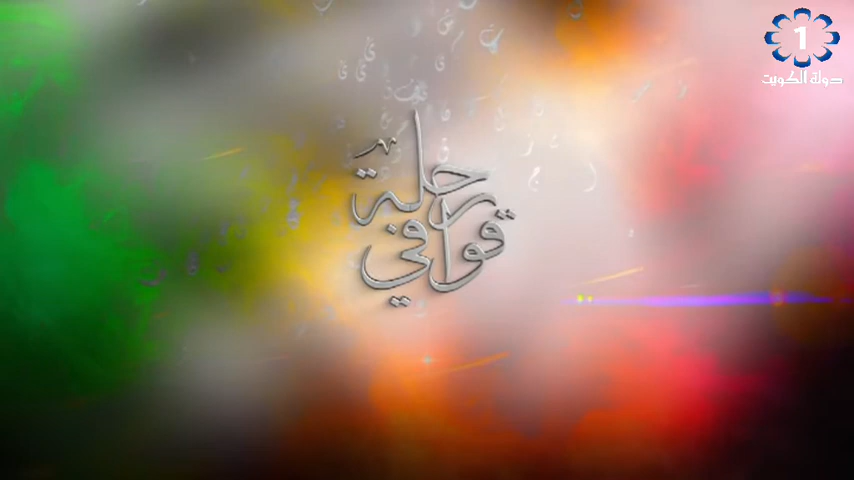 1
دولة الكويت
رحلة
قوافي